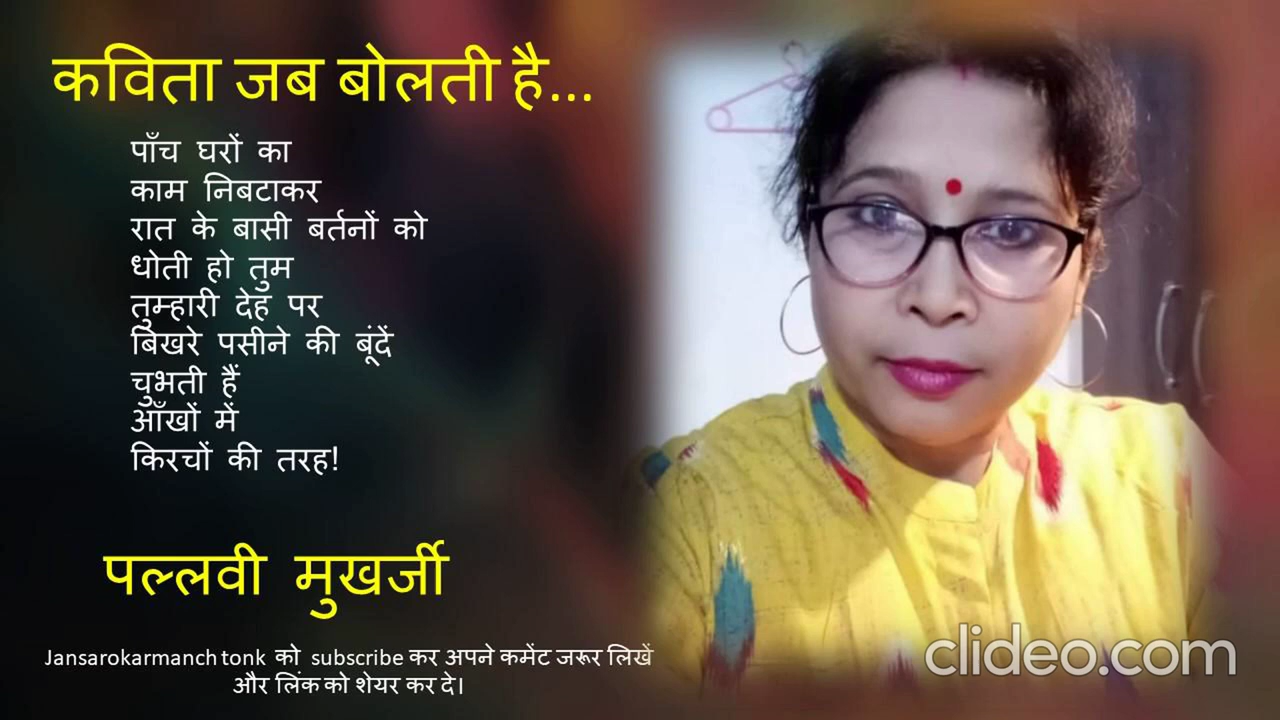 कविता जब बोलती है...
पाँच घरों का
काम निबटाकर
रात के बासी बर्तनों को
धोती हो तुम
तुम्हारी देह पर
बिखरे पसीने की बूंदें
चुभती हैं
आँखों में
किरचों की तरह!
पल्लवी मुखर्जी
Jansarokarmanch tonk को subscribe कर अपने कमेंट जरूर लिखें
और लिंक को शेयर कर दे।
clideo.com